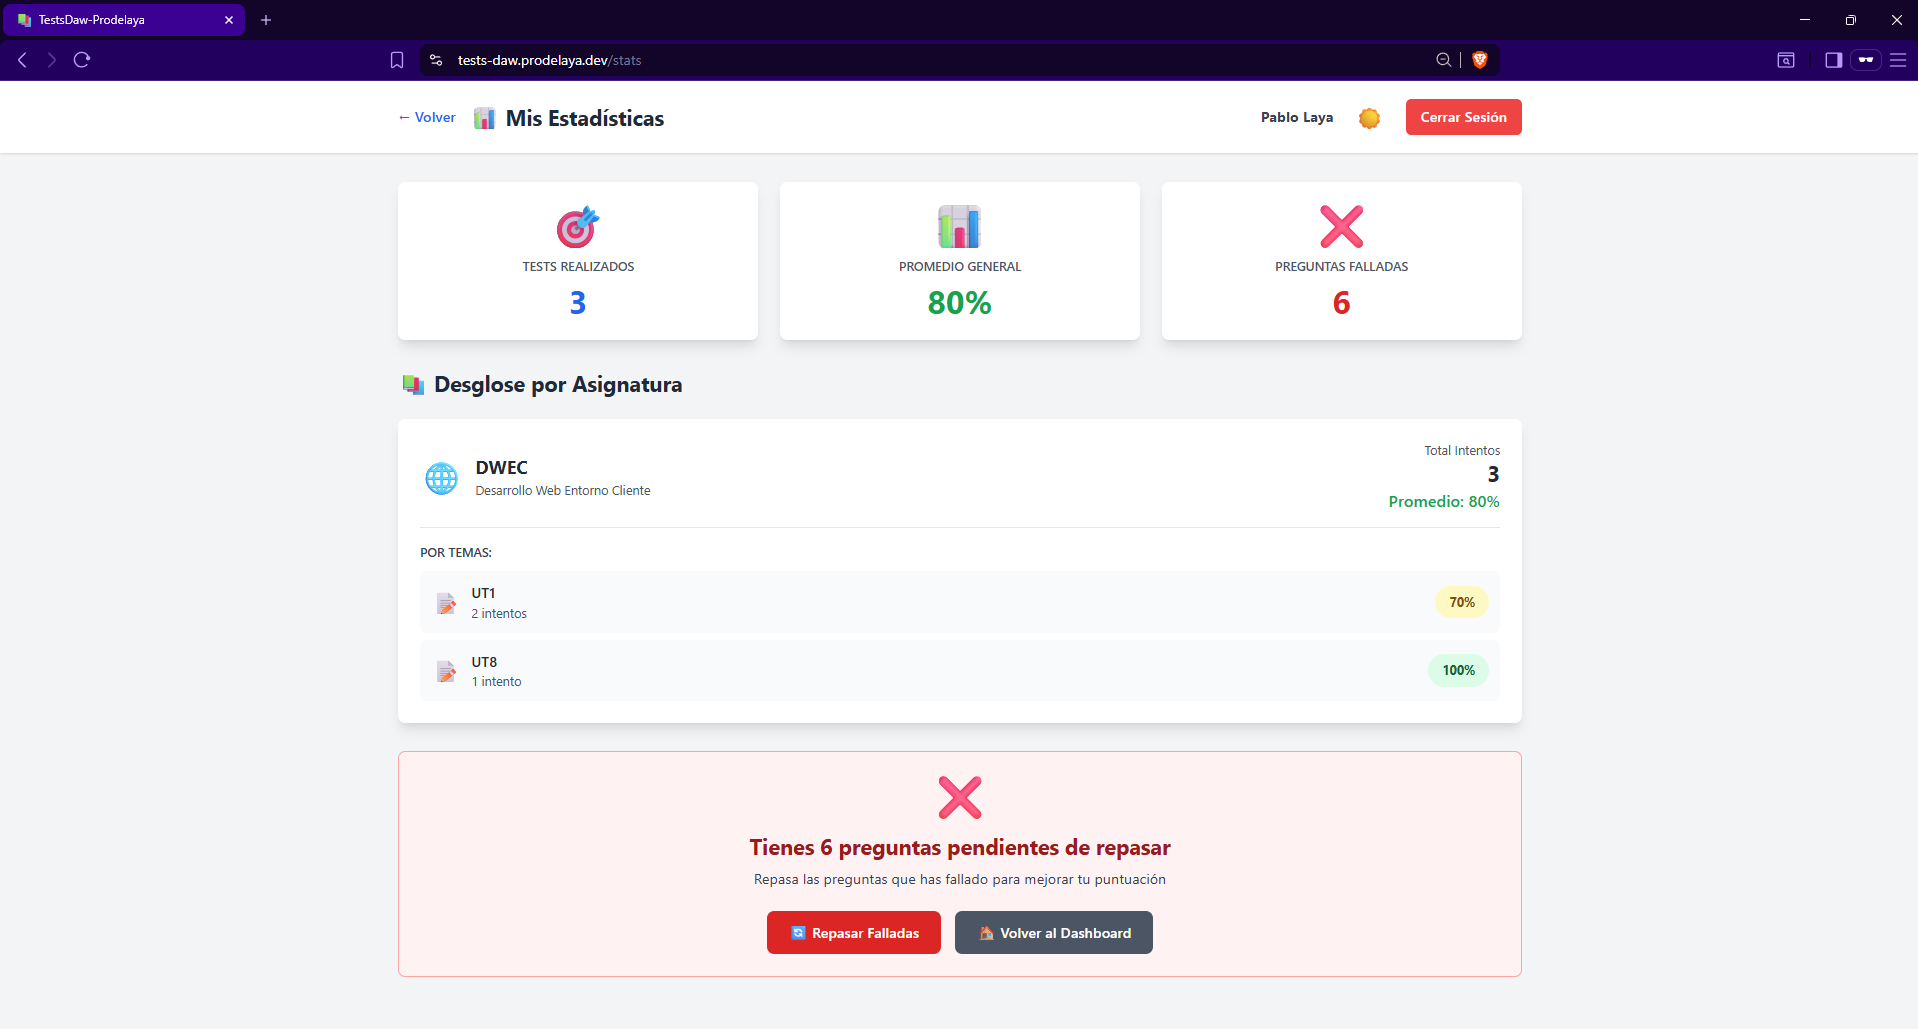 TestsDaw-Prodelaya
tests-daw.prodelaya.dev/stats
← Volver
Mis Estadísticas
Pablo Laya
Cerrar Sesión
TESTS REALIZADOS
3
PROMEDIO GENERAL
80%
PREGUNTAS FALLADAS
6
Desglose por Asignatura
DWEC
Desarrollo Web Entorno Cliente
Total Intentos
3
Promedio: 80%
POR TEMAS:
UT1
2 intentos
70%
UT8
1 intento
100%
Tienes 6 preguntas pendientes de repasar
Repasa las preguntas que has fallado para mejorar tu puntuación
Repasar Falladas
Volver al Dashboard